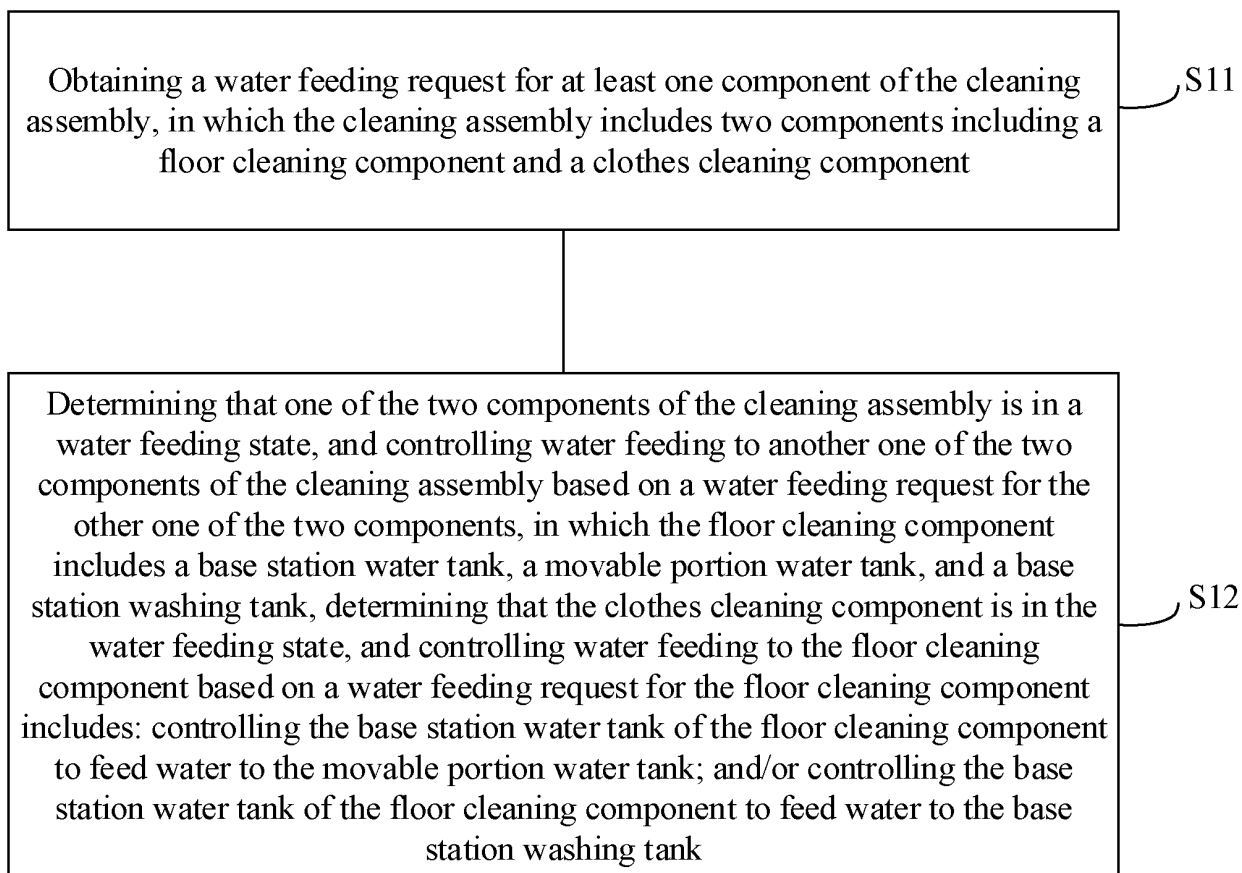 Obtaining a water feeding request for at least one component of the cleaning
assembly, in which the cleaning assembly includes two components including a
floor cleaning component and a clothes cleaning component
S11
Determining that one of the two components of the cleaning assembly is in a
water feeding state, and controlling water feeding to another one of the two
components of the cleaning assembly based on a water feeding request for the
other one of the two components, in which the floor cleaning component
includes a base station water tank, a movable portion water tank, and a base
station washing tank, determining that the clothes cleaning component is in the
water feeding state, and controlling water feeding to the floor cleaning
component based on a water feeding request for the floor cleaning component
includes: controlling the base station water tank of the floor cleaning component
to feed water to the movable portion water tank; and/or controlling the base
station water tank of the floor cleaning component to feed water to the base
station washing tank
S12